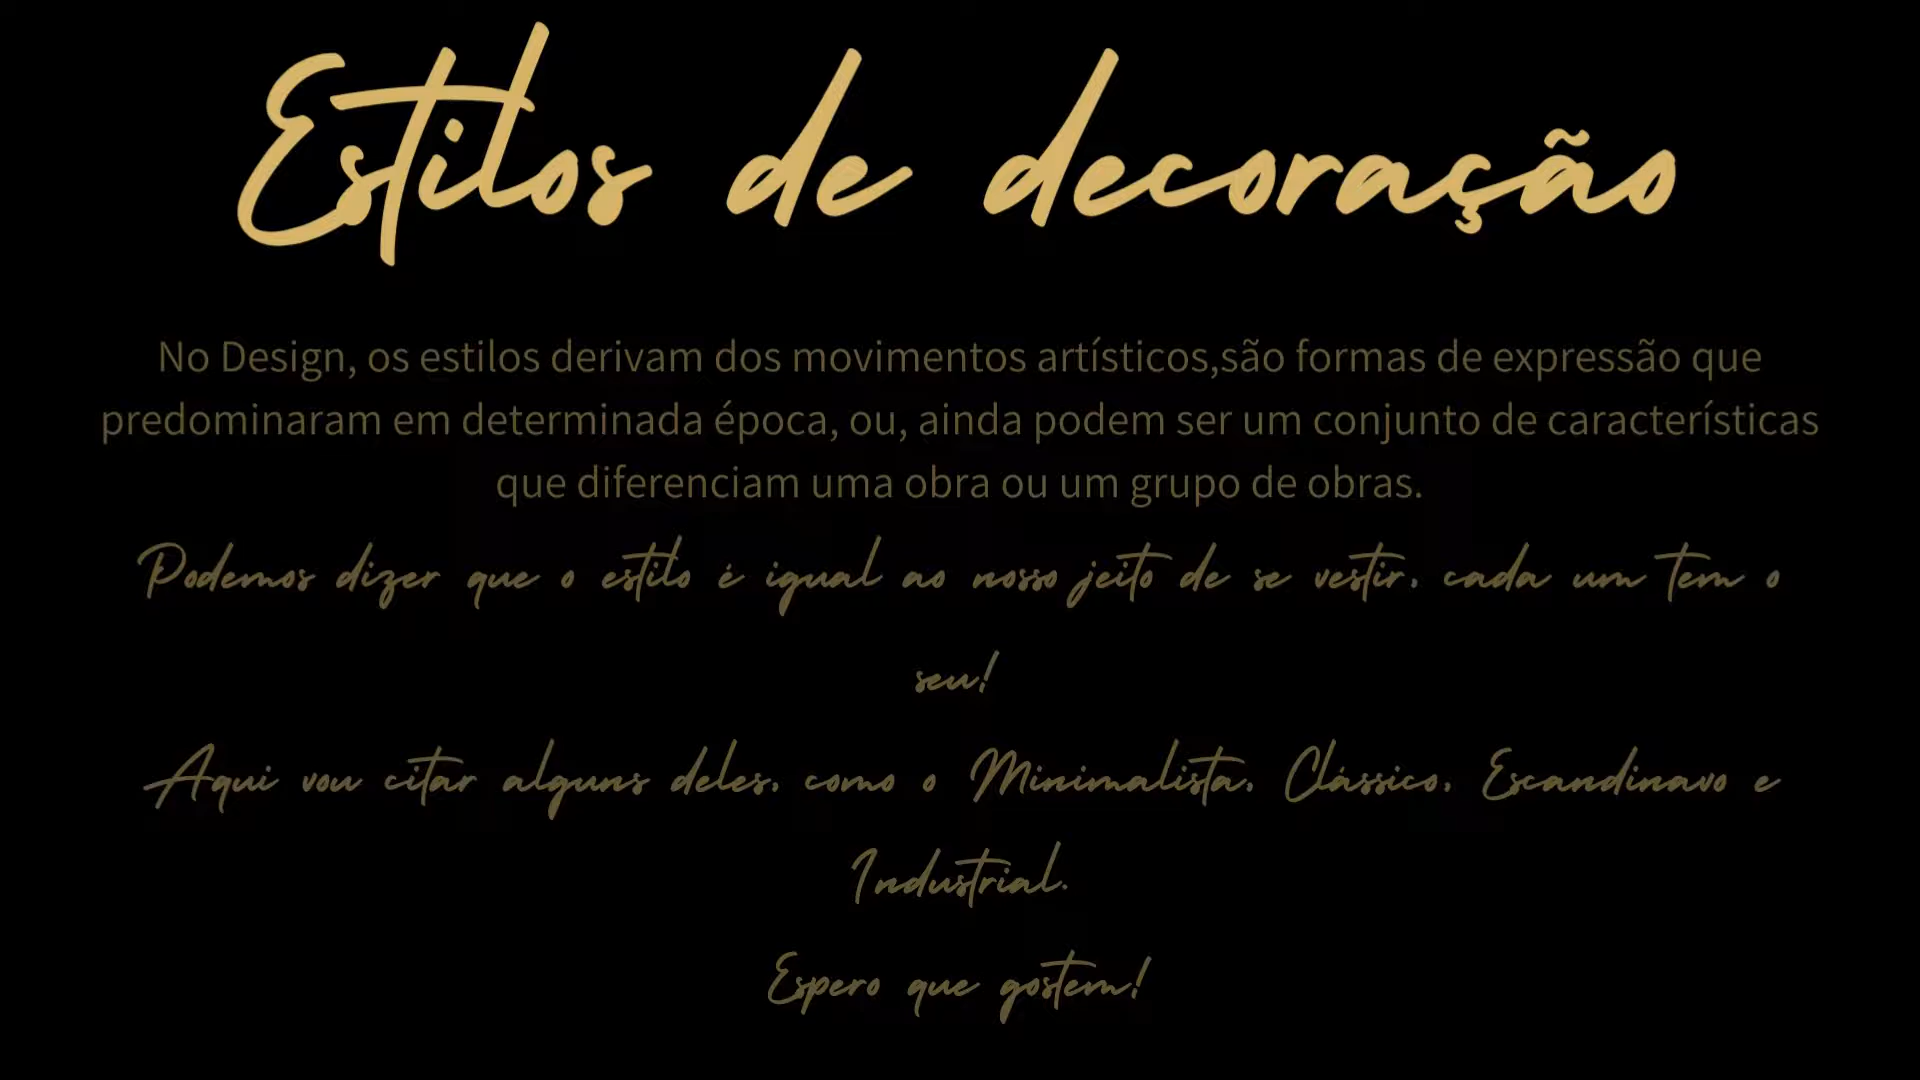 Estilos de decoração
No Design, os estilos derivam dos movimentos artísticos,são formas de expressão que
predominaram em determinada época, ou, ainda podem ser um conjunto de características
que diferenciam uma obra ou um grupo de obras.
Podemos dizer que o estilo é igual ao nosso jeito de se vestir, cada um tem o
seu!
Aqui vou citar alguns deles, como o Minimalista, Clássico, Escandinavo e
Industrial.
Espero que gostem!